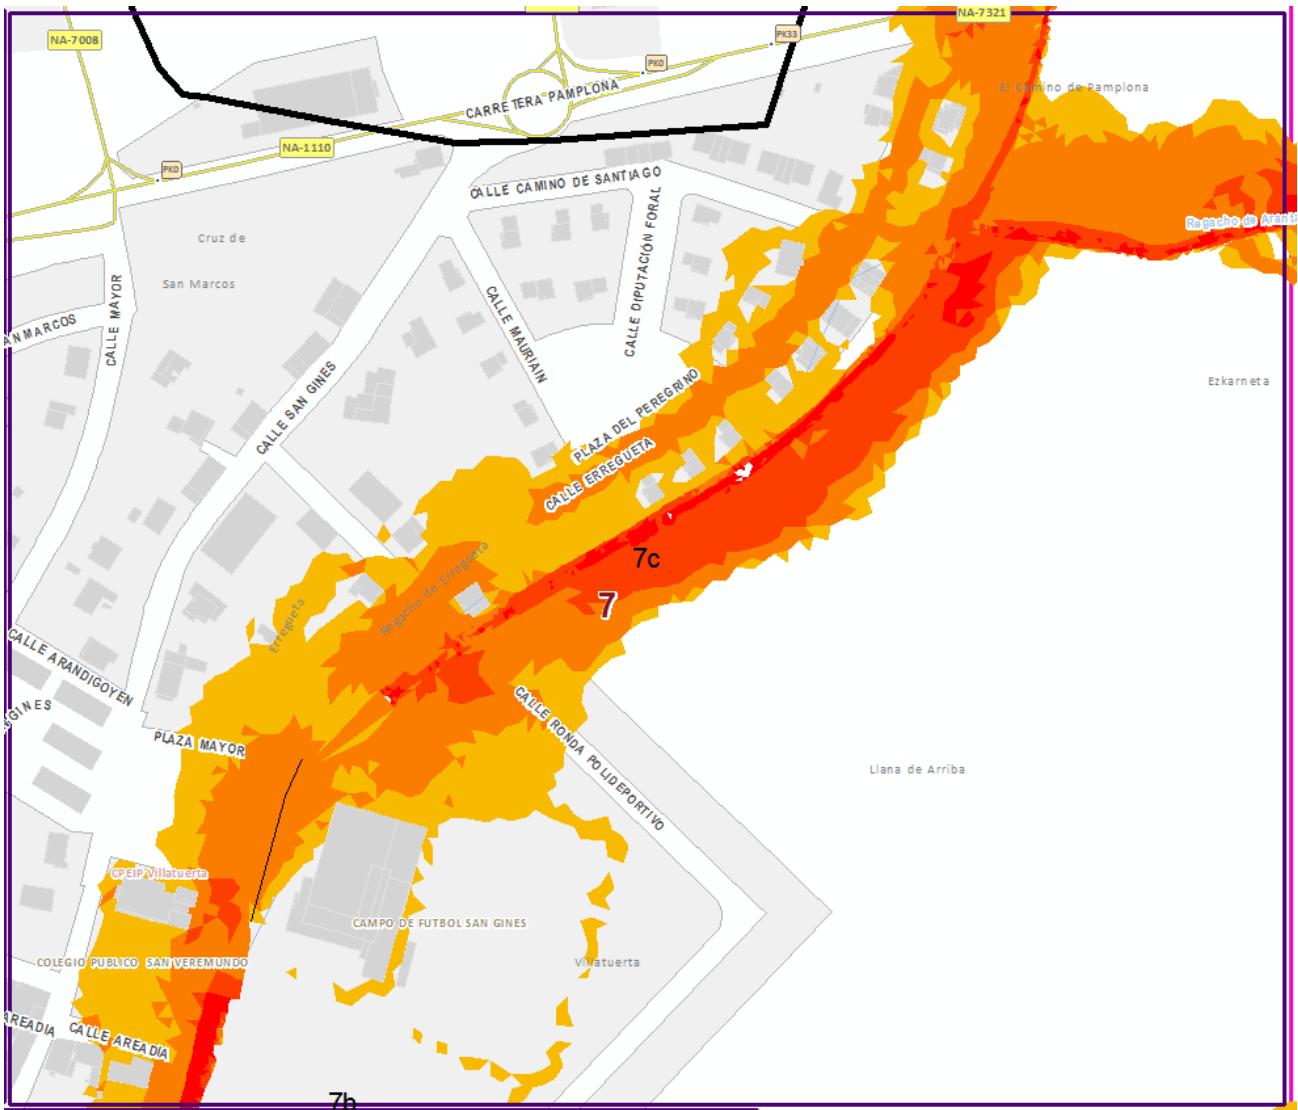 NA-7321
NA-7008
PK33
PK0
El Camino de Pamplona
CARRETERA PAMPLONA
NA-1110
PK0
CALLE CAMINO DE SANTIAGO
Regacho de Aranta
Cruz de
San Marcos
CALLE MAYOR
CALLE DIPUTACIÓN FORAL
CALLE MAURIAIN
ANMARCOS
CALLE SAN GINES
Ezkarneta
PLAZA DEL PEREGRINO
CALLE ERREGUETA
7c
Regacho de Erregueta
7
Erregueta
CALLE ARANDIGOYEN
GINES
PLAZA MAYOR
CALLE RONDA POLIDEPORTIVO
Llana de Arriba
CPEIP Villatuerta
CAMPO DE FUTBOL SAN GINES
COLEGIO PUBLICO SAN VEREMUNDO
Villatuerta
AREADIA
CALLE AREADIA
7b